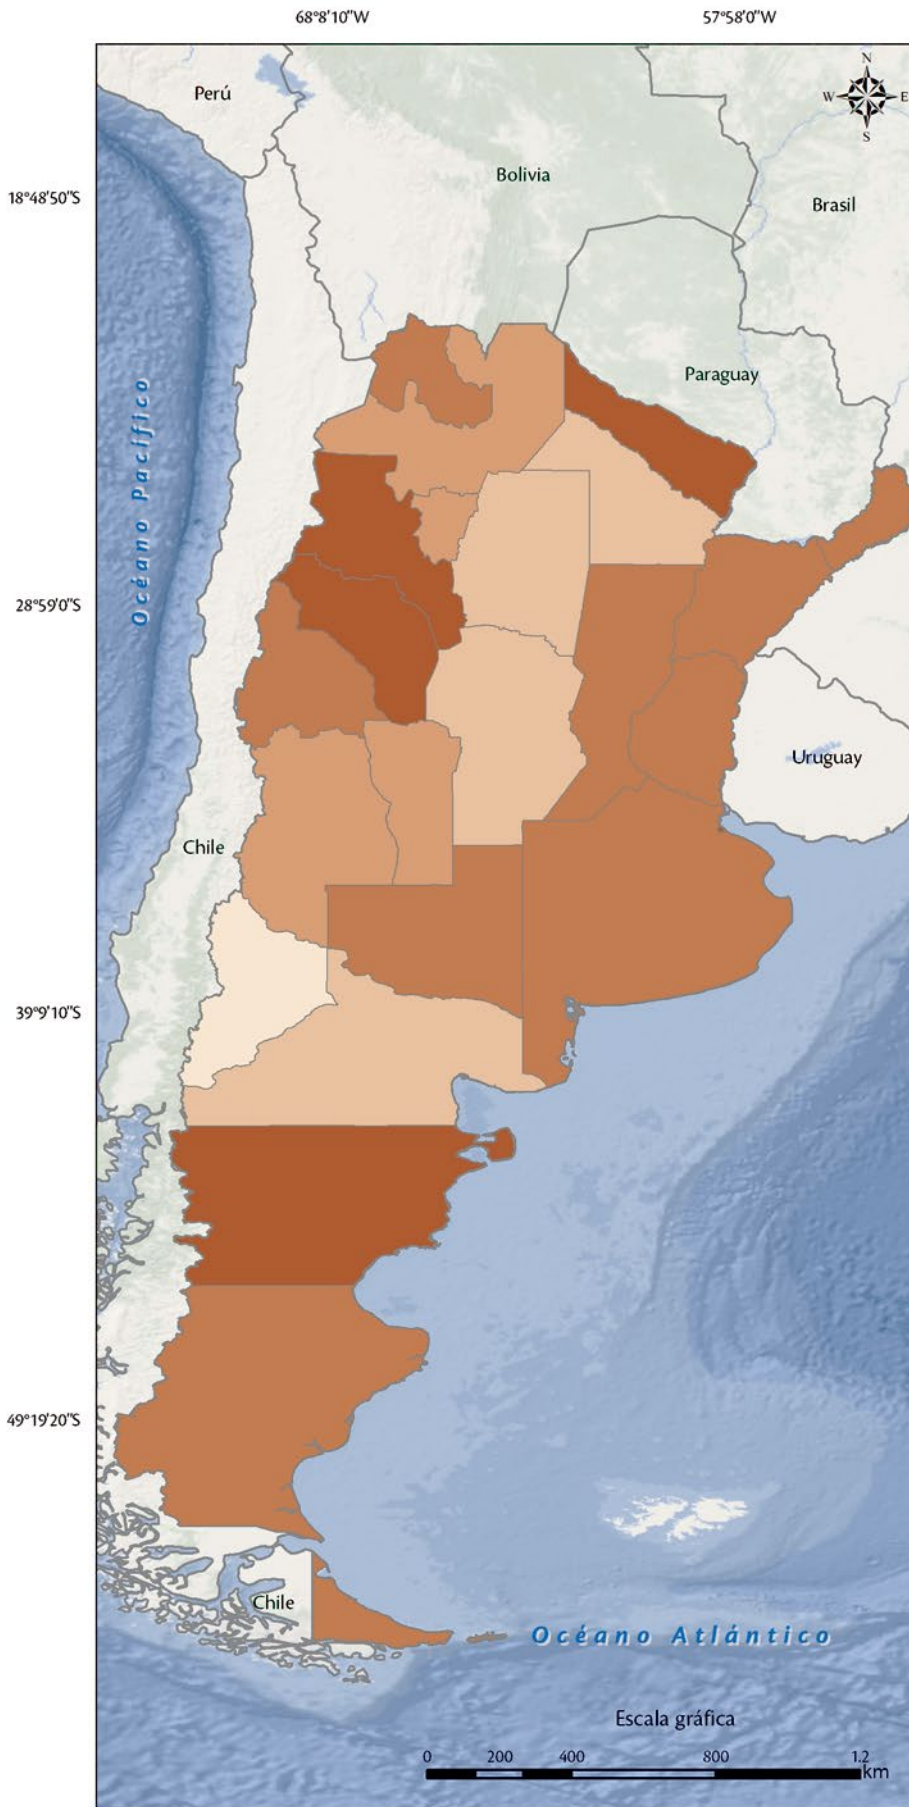 68°8'10"W 57°58'0"W
N
W E
S
Perú
Bolivia
18°48'50"S
Brasil
Paraguay
Océano Pacífico
28°59'0"S
Uruguay
Chile
39°9'10"S
49°19'20"S
Chile
Océano Atlántico
Escala gráfica
0 200 400 800 1.2
km